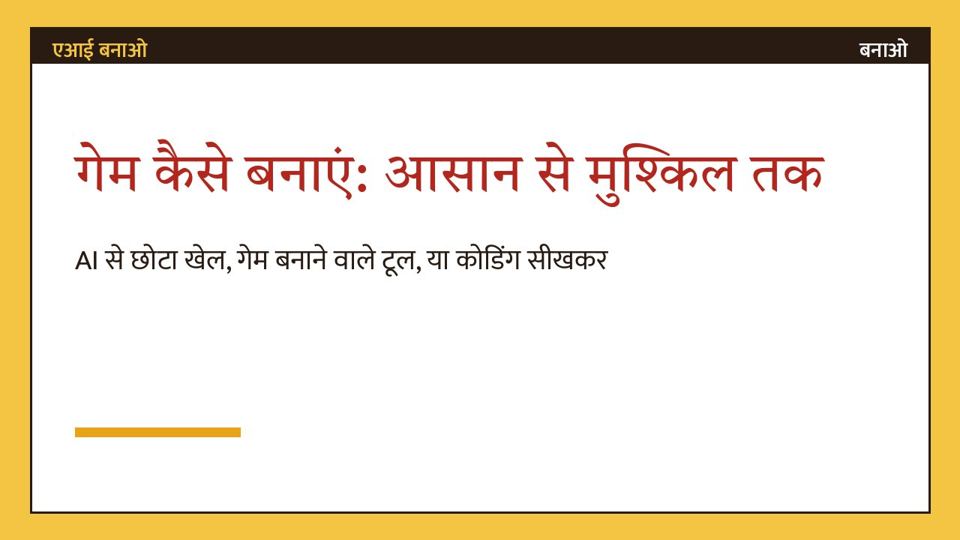 एआई बनाओ
बनाओ
गेम कैसे बनाएं: आसान से मुश्किल तक
AI से छोटा खेल, गेम बनाने वाले टूल, या कोडिंग सीखकर